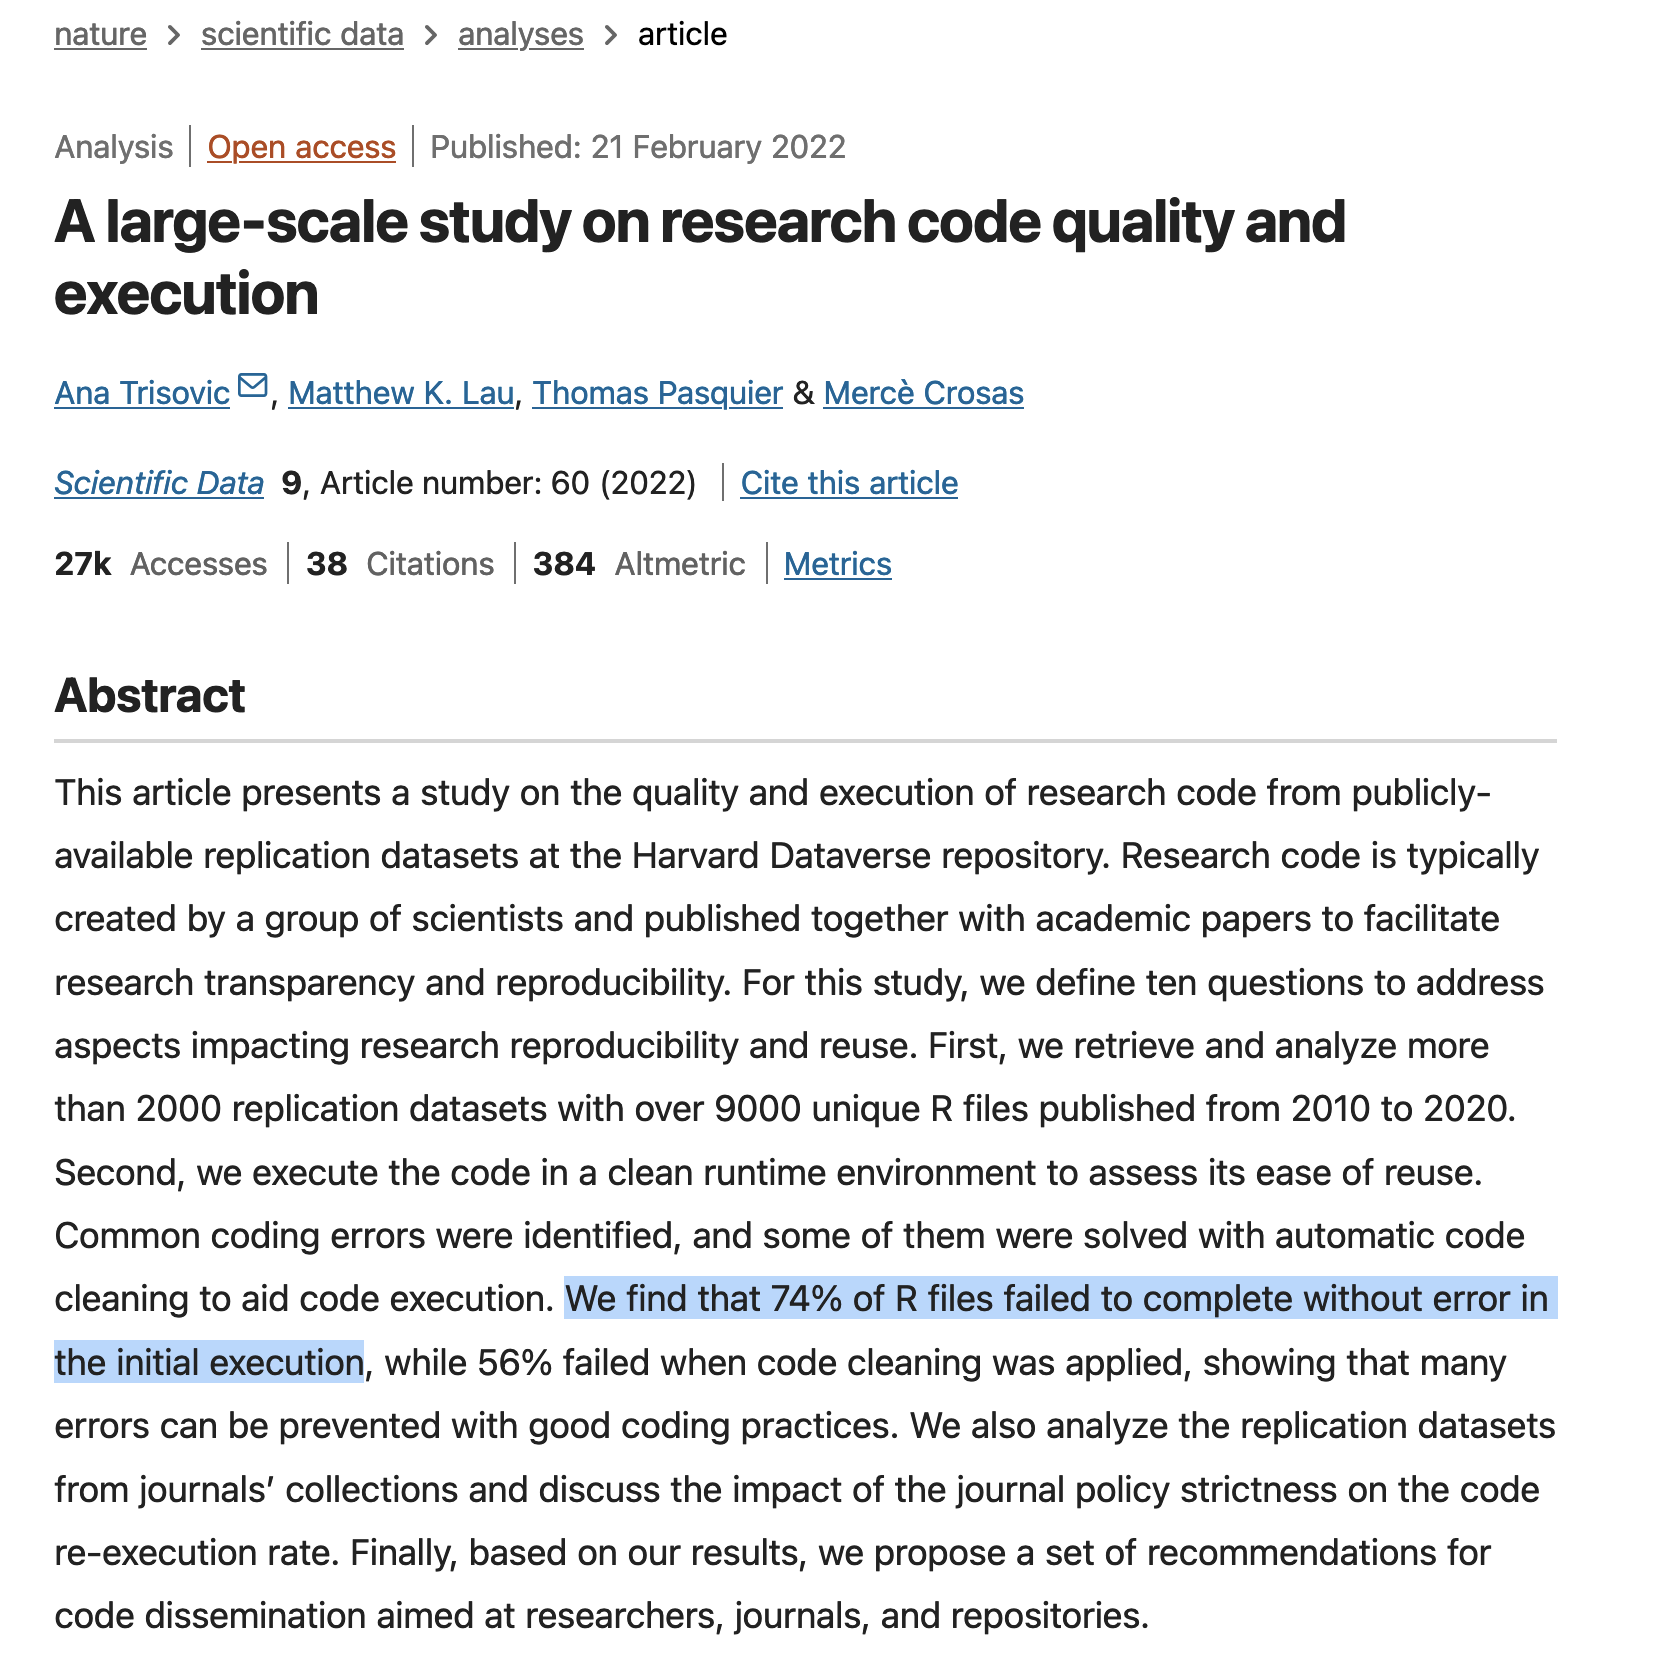 nature > scientific data > analyses > article
Analysis | Open access | Published: 21 February 2022
A large-scale study on research code quality and
execution
Ana Trisovic, Matthew K. Lau, Thomas Pasquier & Mercè Crosas
Scientific Data 9, Article number: 60 (2022) | Cite this article
27k Accesses | 38 Citations | 384 Altmetric | Metrics
Abstract
This article presents a study on the quality and execution of research code from publicly-
available replication datasets at the Harvard Dataverse repository. Research code is typically
created by a group of scientists and published together with academic papers to facilitate
research transparency and reproducibility. For this study, we define ten questions to address
aspects impacting research reproducibility and reuse. First, we retrieve and analyze more
than 2000 replication datasets with over 9000 unique R files published from 2010 to 2020.
Second, we execute the code in a clean runtime environment to assess its ease of reuse.
Common coding errors were identified, and some of them were solved with automatic code
cleaning to aid code execution. We find that 74% of R files failed to complete without error in
the initial execution, while 56% failed when code cleaning was applied, showing that many
errors can be prevented with good coding practices. We also analyze the replication datasets
from journals’ collections and discuss the impact of the journal policy strictness on the code
re-execution rate. Finally, based on our results, we propose a set of recommendations for
code dissemination aimed at researchers, journals, and repositories.